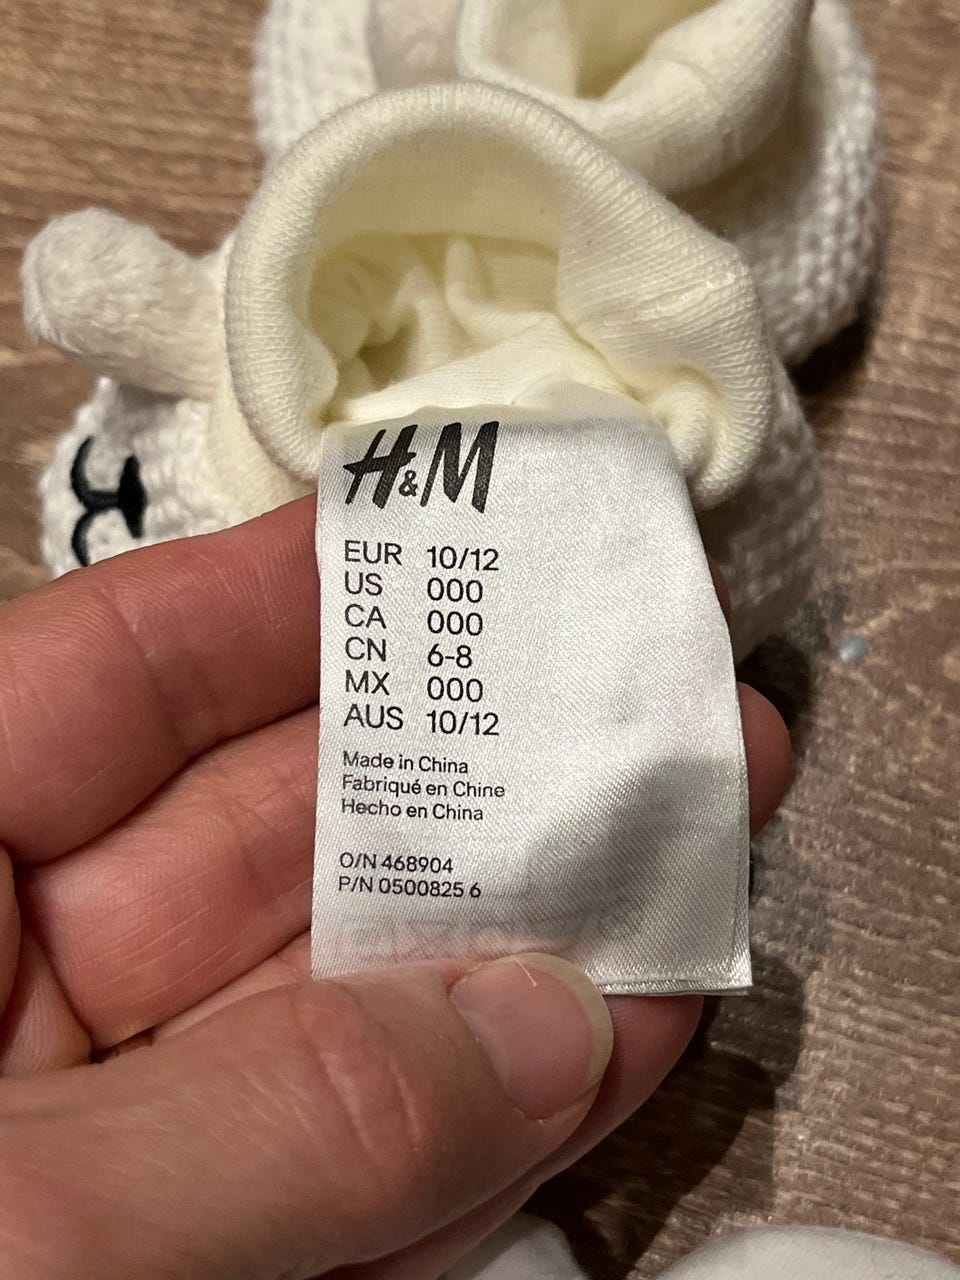 H&M
EUR 10/12
US 000
CA 000
CN 6-8
MX 000
AUS 10/12
Made in China
Fabriqué en Chine
Hecho en China
O/N 468904
P/N 0500825 6